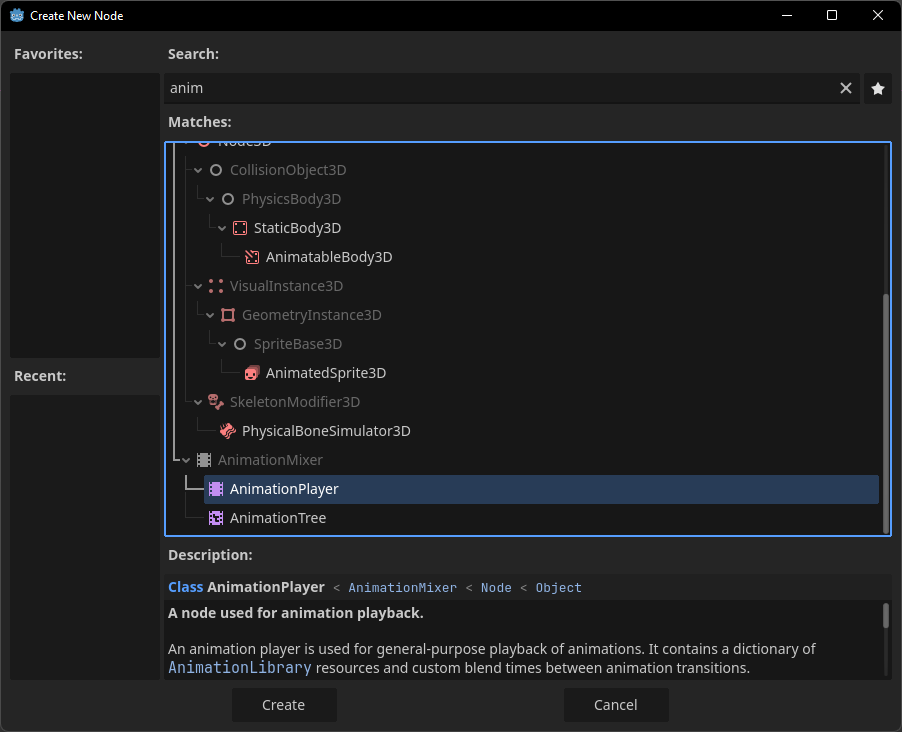 Create New Node
Favorites:
Search:
anim
Matches:
Node3D
CollisionObject3D
PhysicsBody3D
StaticBody3D
AnimatableBody3D
VisualInstance3D
GeometryInstance3D
SpriteBase3D
AnimatedSprite3D
Recent:
SkeletonModifier3D
PhysicalBoneSimulator3D
AnimationMixer
AnimationPlayer
AnimationTree
Description:
Class AnimationPlayer < AnimationMixer < Node < Object
A node used for animation playback.
An animation player is used for general-purpose playback of animations. It contains a dictionary of
AnimationLibrary resources and custom blend times between animation transitions.
Create Cancel